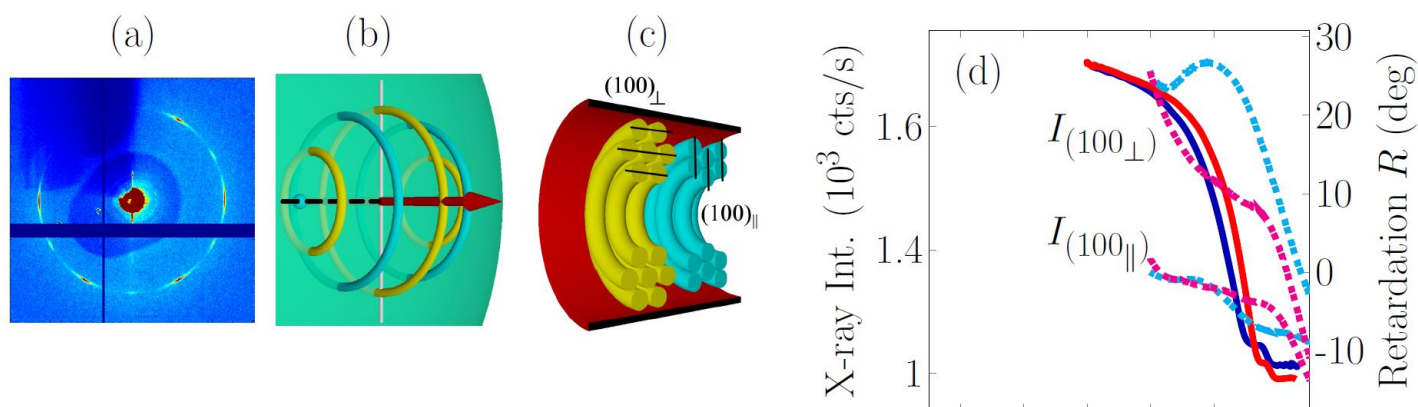 (a)
(b)
(c)
(100)⊥
(100)∥
X-ray Int. (10³ cts/s)
1.6
1.4
1
(d)
I(100⊥)
I(100∥)
30
20
10
0
-10
Retardation R (deg)